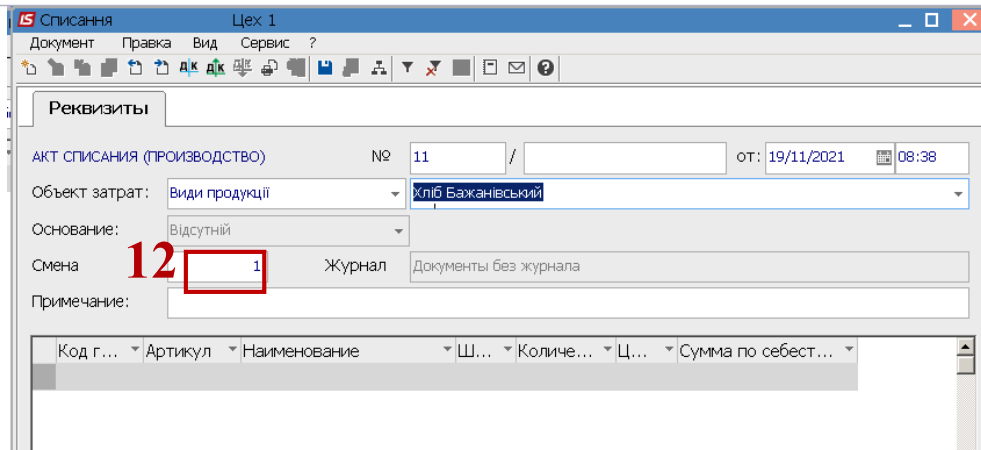 IS Списання Цех 1
Документ Правка Вид Сервис ?
Реквизиты
АКТ СПИСАНИЯ (ПРОИЗВОДСТВО) № 11 / от: 19/11/2021 08:38
Объект затрат: Види продукції Хліб Бажанівський
Основание: Відсутній
Смена 12 1 Журнал Документы без журнала
Примечание:
Код г... Артикул Наименование Ш... Количе... Ц... Сумма по себест...